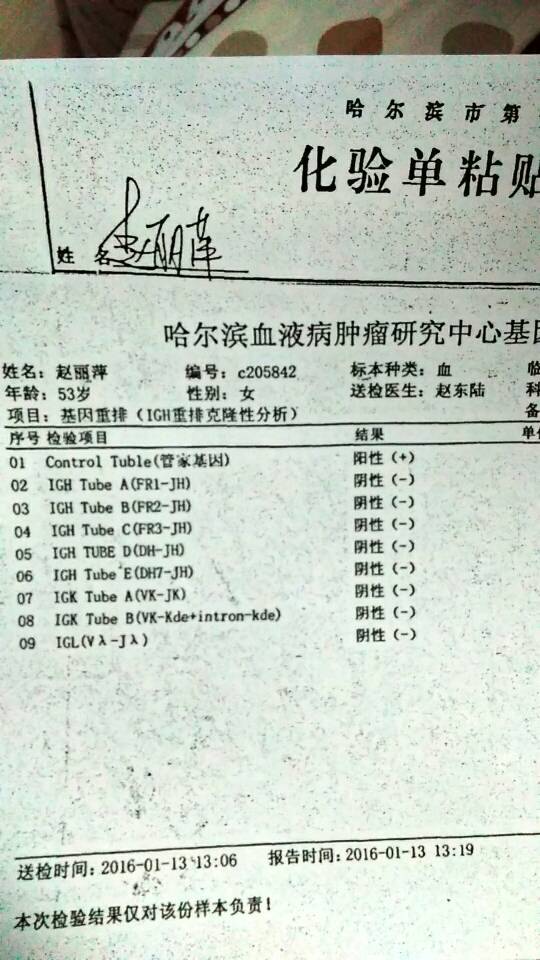 哈尔滨市第
化验单粘贴
姓名 赵丽萍
哈尔滨血液病肿瘤研究中心基因
姓名：赵丽萍 编号：c205842 标本种类：血 临
年龄：53岁 性别：女 送检医生：赵东陆 科
项目：基因重排（IGH重排克隆性分析） 备
序号 检验项目 结果 单位
01 Control Tuble(管家基因) 阳性（+）
02 IGH Tube A(FR1-JH) 阴性（-）
03 IGH Tube B(FR2-JH) 阴性（-）
04 IGH Tube C(FR3-JH) 阴性（-）
05 IGH TUBE D(DH-JH) 阴性（-）
06 IGH Tube E(DH7-JH) 阴性（-）
07 IGK Tube A(VK-JK) 阴性（-）
08 IGK Tube B(VK-Kde+intron-kde) 阴性（-）
09 IGL(Vλ-Jλ) 阴性（-）
送检时间：2016-01-13 13:06 报告时间：2016-01-13 13:19
本次检验结果仅对该份样本负责！